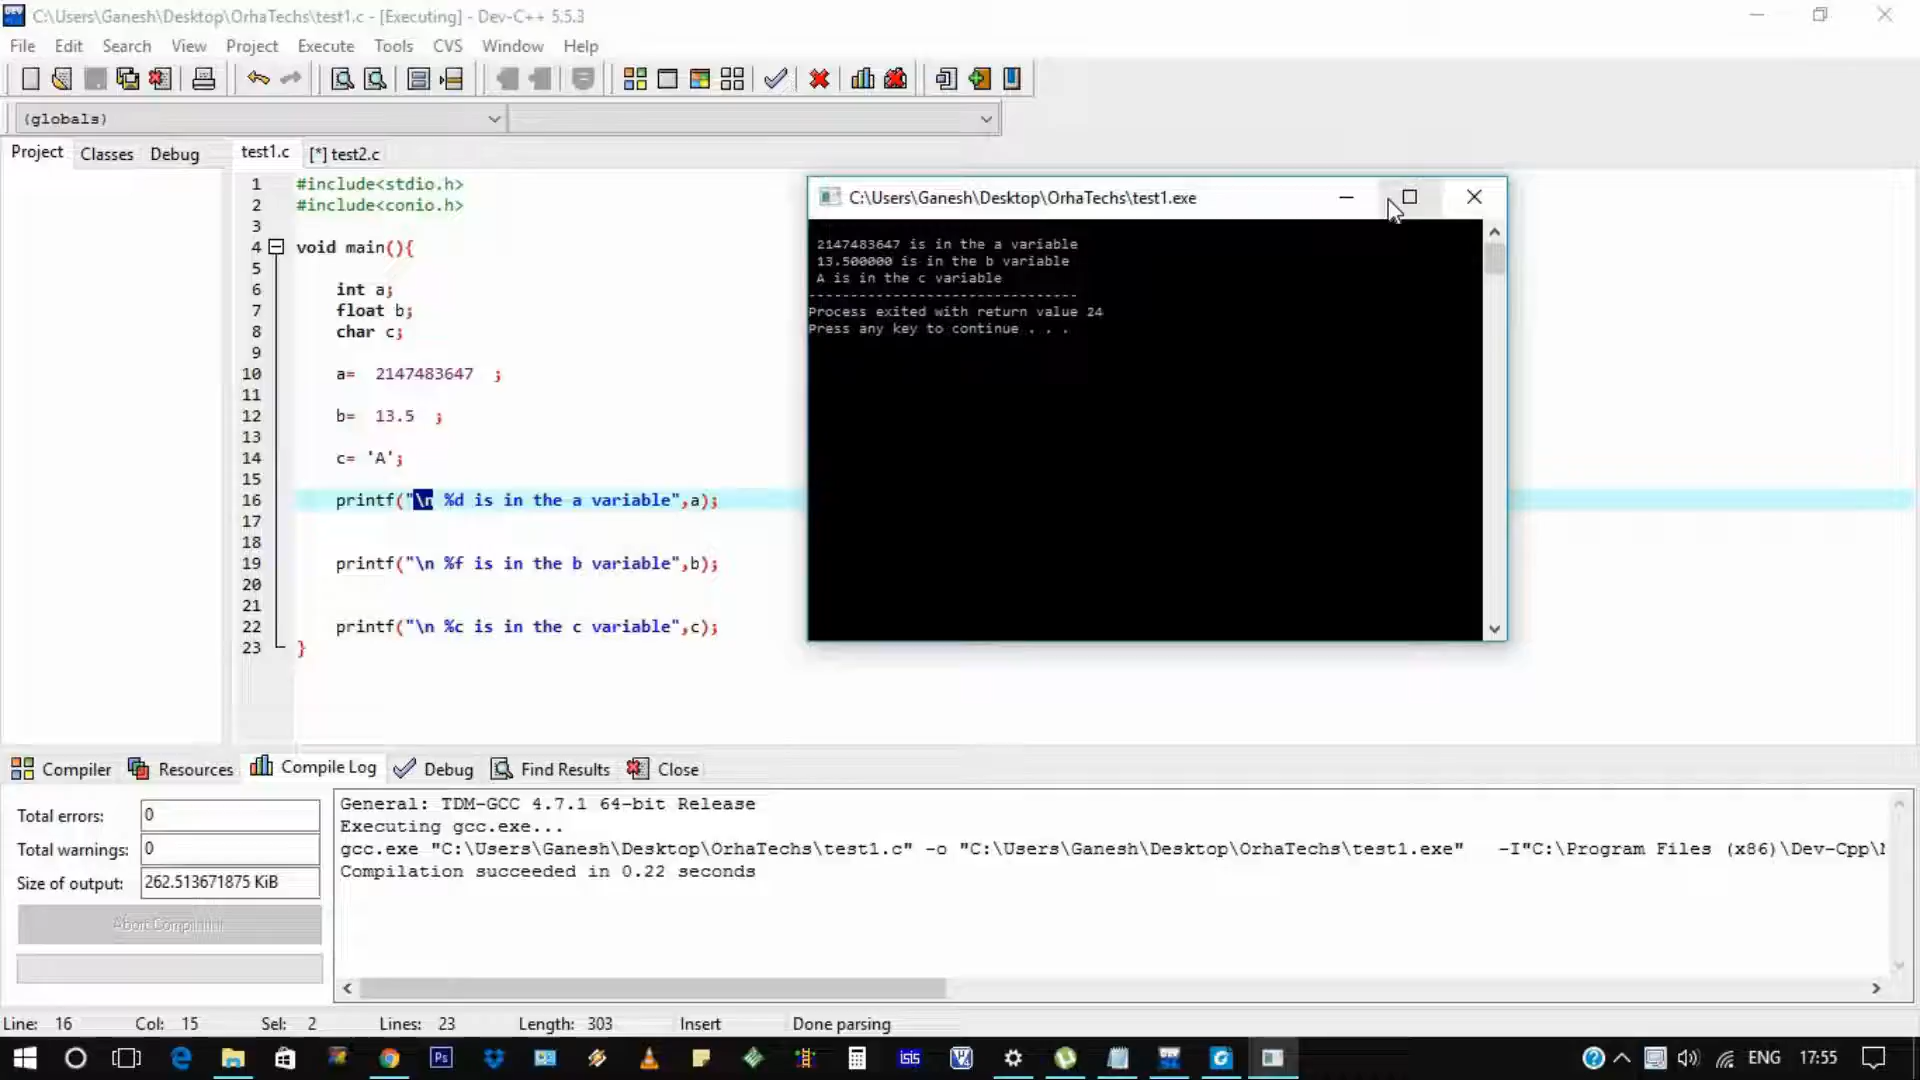 C:\Users\Ganesh\Desktop\OrhaTechs\test1.c - [Executing] - Dev-C++ 5.5.3
File Edit Search View Project Execute Tools CVS Window Help
(globals)
Project Classes Debug test1.c [*] test2.c
1 #include<stdio.h>
2 #include<conio.h>
3
4 void main(){
5
6 int a;
7 float b;
8 char c;
9
10 a= 2147483647 ;
11
12 b= 13.5 ;
13
14 c= 'A';
15
16 printf("\n %d is in the a variable",a);
17
18
19 printf("\n %f is in the b variable",b);
20
21
22 printf("\n %c is in the c variable",c);
23 }
C:\Users\Ganesh\Desktop\OrhaTechs\test1.exe
2147483647 is in the a variable
13.500000 is in the b variable
A is in the c variable
--------------------------------
Process exited with return value 24
Press any key to continue . . .
Compiler Resources Compile Log Debug Find Results Close
Total errors: 0
Total warnings: 0
Size of output: 262.513671875 KiB
Abort Compilation
General: TDM-GCC 4.7.1 64-bit Release
Executing gcc.exe...
gcc.exe "C:\Users\Ganesh\Desktop\OrhaTechs\test1.c" -o "C:\Users\Ganesh\Desktop\OrhaTechs\test1.exe" -I"C:\Program Files (x86)\Dev-Cpp\
Compilation succeeded in 0.22 seconds
Line: 16 Col: 15 Sel: 2 Lines: 23 Length: 303 Insert Done parsing
Ps
ISIS
DEV
ENG 17:55